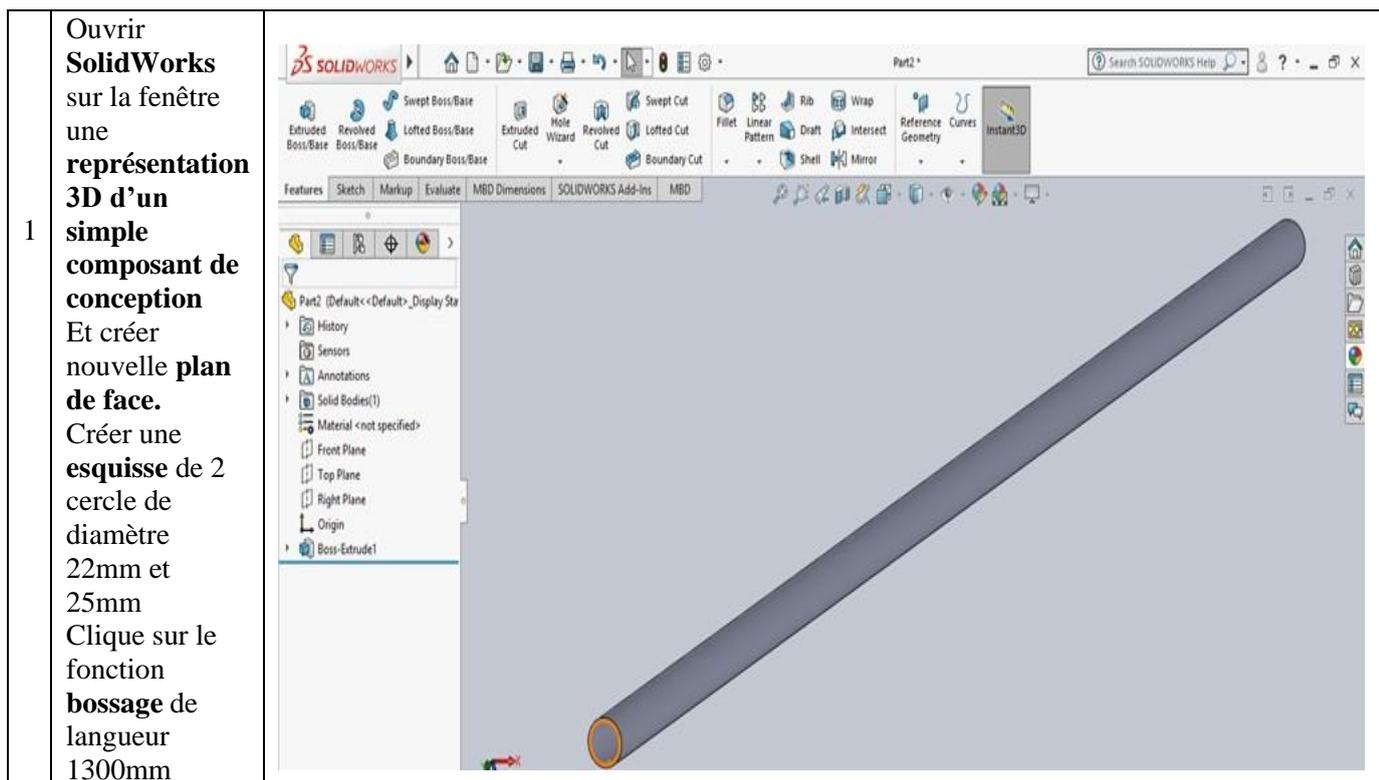 1
Ouvrir
SolidWorks
sur la fenêtre
une
représentation
3D d'un
simple
composant de
conception
Et créer
nouvelle plan
de face.
Créer une
esquisse de 2
cercle de
diamètre
22mm et
25mm
Clique sur le
fonction
bossage de
langueur
1300mm
SOLIDWORKS
Part2 *
Search SOLIDWORKS Help
Extruded Boss/Base
Revolved Boss/Base
Swept Boss/Base
Lofted Boss/Base
Boundary Boss/Base
Extruded Cut
Hole Wizard
Revolved Cut
Swept Cut
Lofted Cut
Boundary Cut
Fillet
Linear Pattern
Rib
Draft
Shell
Wrap
Intersect
Mirror
Reference Geometry
Curves
Instant3D
Features Sketch Markup Evaluate MBD Dimensions SOLIDWORKS Add-Ins MBD
Part2 (Default<<Default>_Display Sta
History
Sensors
Annotations
Solid Bodies(1)
Material <not specified>
Front Plane
Top Plane
Right Plane
Origin
Boss-Extrude1
X